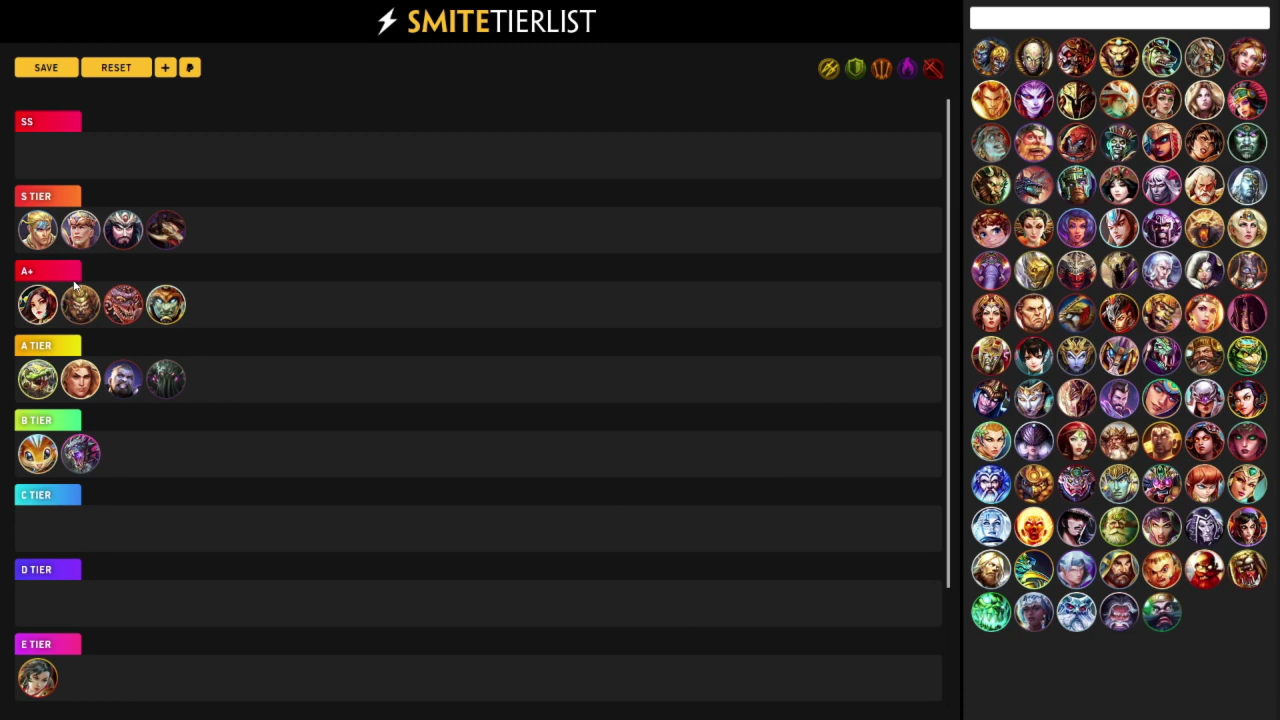 SMITETIERLIST
SAVE RESET +
SS
S TIER
A+
A TIER
B TIER
C TIER
D TIER
E TIER